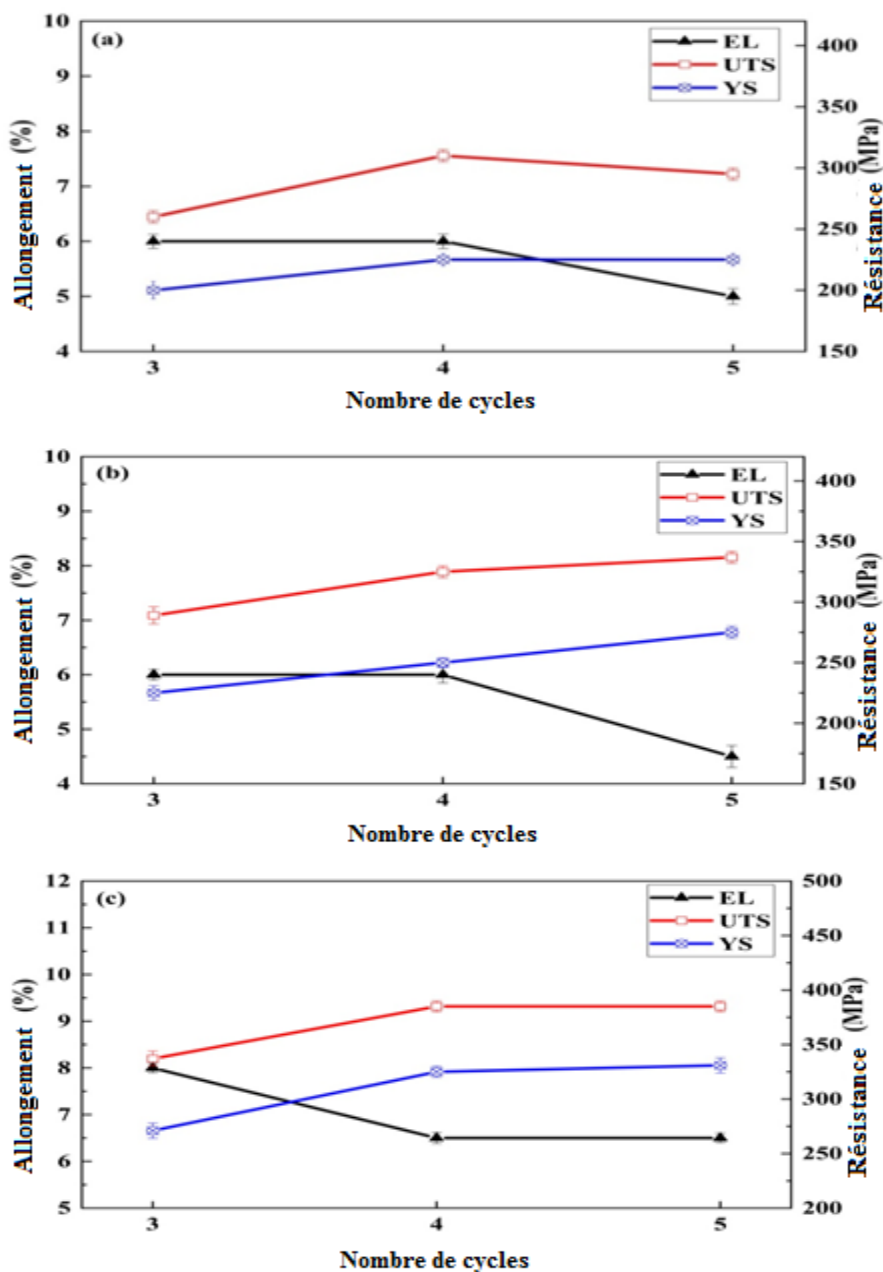 (a)
EL
UTS
YS
10
9
8
7
6
5
4
400
350
300
250
200
150
3 4 5
Allongement (%)
Résistance (MPa)
Nombre de cycles
(b)
EL
UTS
YS
10
9
8
7
6
5
4
400
350
300
250
200
150
3 4 5
Allongement (%)
Résistance (MPa)
Nombre de cycles
(c)
EL
UTS
YS
12
11
10
9
8
7
6
5
500
450
400
350
300
250
200
3 4 5
Allongement (%)
Résistance (MPa)
Nombre de cycles